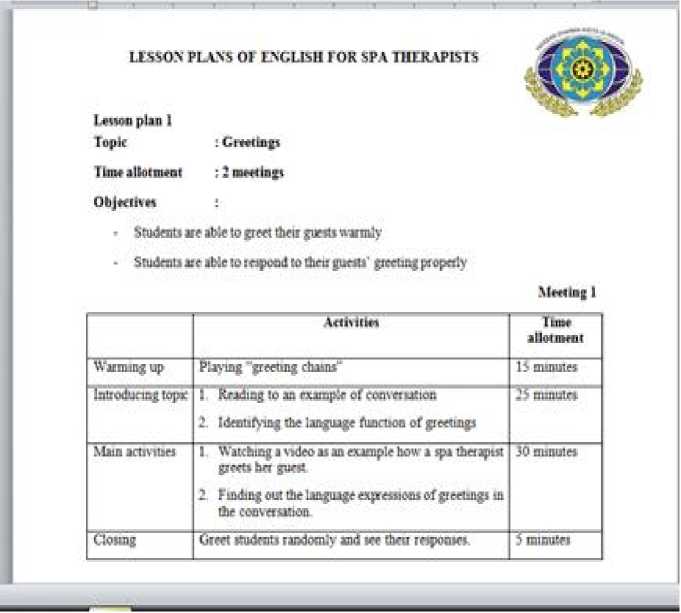 LESSON PLANS OF ENGLISH FOR SPA THERAPISTS
Lesson plan 1
Topic : Greetings
Time allotment : 2 meetings
Objectives :
- Students are able to greet their guests warmly
- Students are able to respond to their guests' greeting properly
Meeting 1
Activities Time
allotment
Warming up Playing "greeting chains" 15 minutes
Introducing topic 1. Reading to an example of conversation 25 minutes
2. Identifying the language function of greetings
Main activities 1. Watching a video as an example how a spa therapist 30 minutes
greets her guest.
2. Finding out the language expressions of greetings in
the conversation.
Closing Greet students randomly and see their responses. 5 minutes